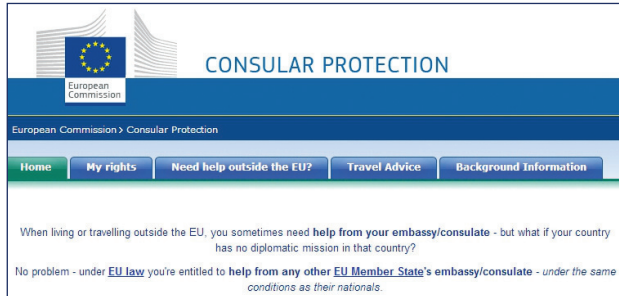 CONSULAR PROTECTION
European
Commission
European Commission > Consular Protection
Home My rights Need help outside the EU? Travel Advice Background Information
When living or travelling outside the EU, you sometimes need help from your embassy/consulate - but what if your country
has no diplomatic mission in that country?
No problem - under EU law you're entitled to help from any other EU Member State's embassy/consulate - under the same
conditions as their nationals.